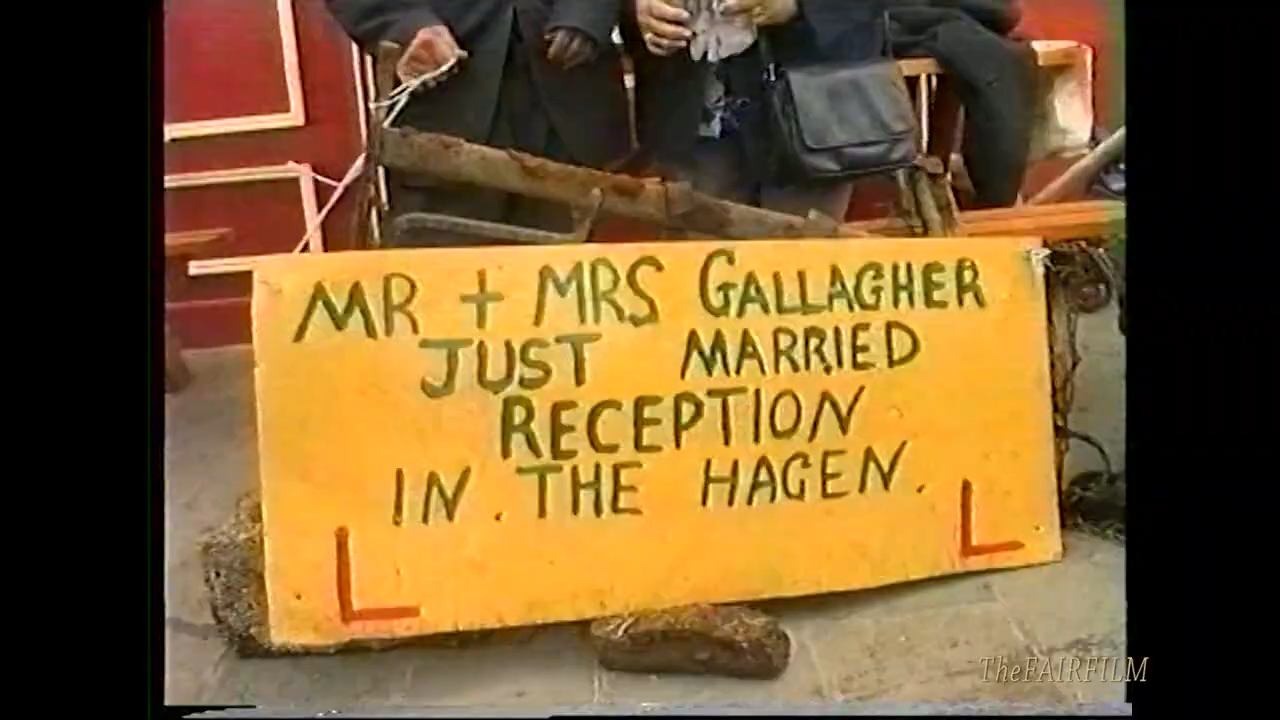 MR + MRS GALLAGHER
JUST MARRIED
RECEPTION
IN . THE HAGEN .
L L
TheFAIRFILM